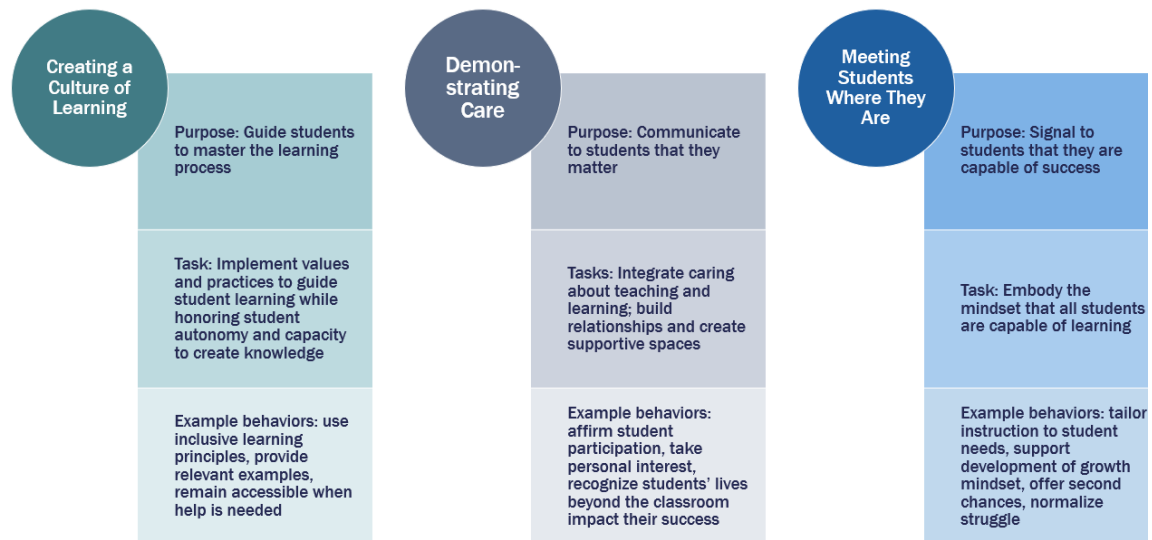 Creating a
Culture of
Learning
Purpose: Guide students
to master the learning
process
Task: Implement values
and practices to guide
student learning while
honoring student
autonomy and capacity
to create knowledge
Example behaviors: use
inclusive learning
principles, provide
relevant examples,
remain accessible when
help is needed
Demon-
strating
Care
Purpose: Communicate
to students that they
matter
Tasks: Integrate caring
about teaching and
learning; build
relationships and create
supportive spaces
Example behaviors:
affirm student
participation, take
personal interest,
recognize students’ lives
beyond the classroom
impact their success
Meeting
Students
Where They
Are
Purpose: Signal to
students that they are
capable of success
Task: Embody the
mindset that all students
are capable of learning
Example behaviors: tailor
instruction to student
needs, support
development of growth
mindset, offer second
chances, normalize
struggle